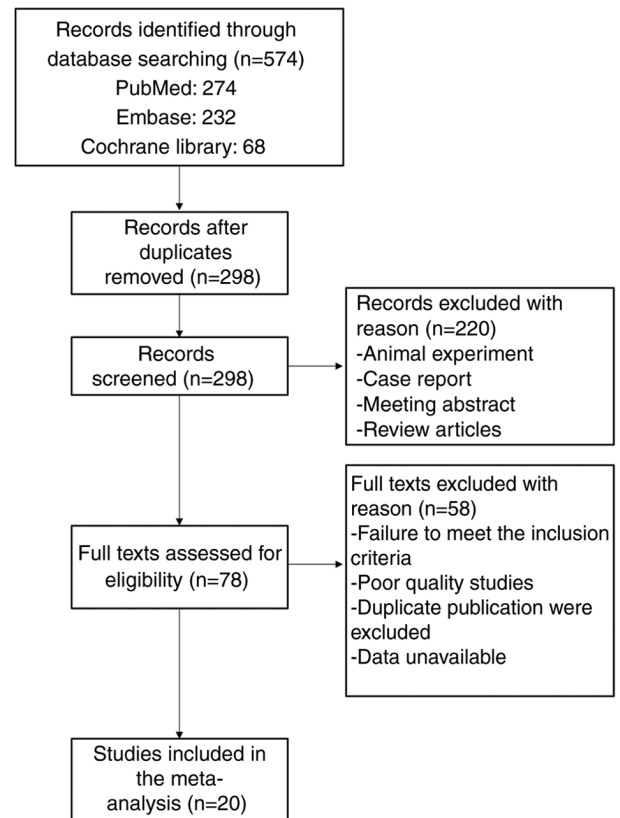 Records identified through
database searching (n=574)
PubMed: 274
Embase: 232
Cochrane library: 68
Records after
duplicates
removed (n=298)
Records
screened (n=298)
Records excluded with
reason (n=220)
-Animal experiment
-Case report
-Meeting abstract
-Review articles
Full texts assessed for
eligibility (n=78)
Full texts excluded with
reason (n=58)
-Failure to meet the inclusion
criteria
-Poor quality studies
-Duplicate publication were
excluded
-Data unavailable
Studies included in
the meta-
analysis (n=20)